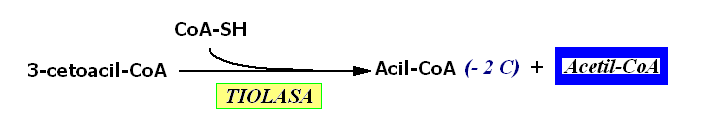 CoA-SH
3-cetoacil-CoA Acil-CoA (- 2 C) + Acetil-CoA
TIOLASA